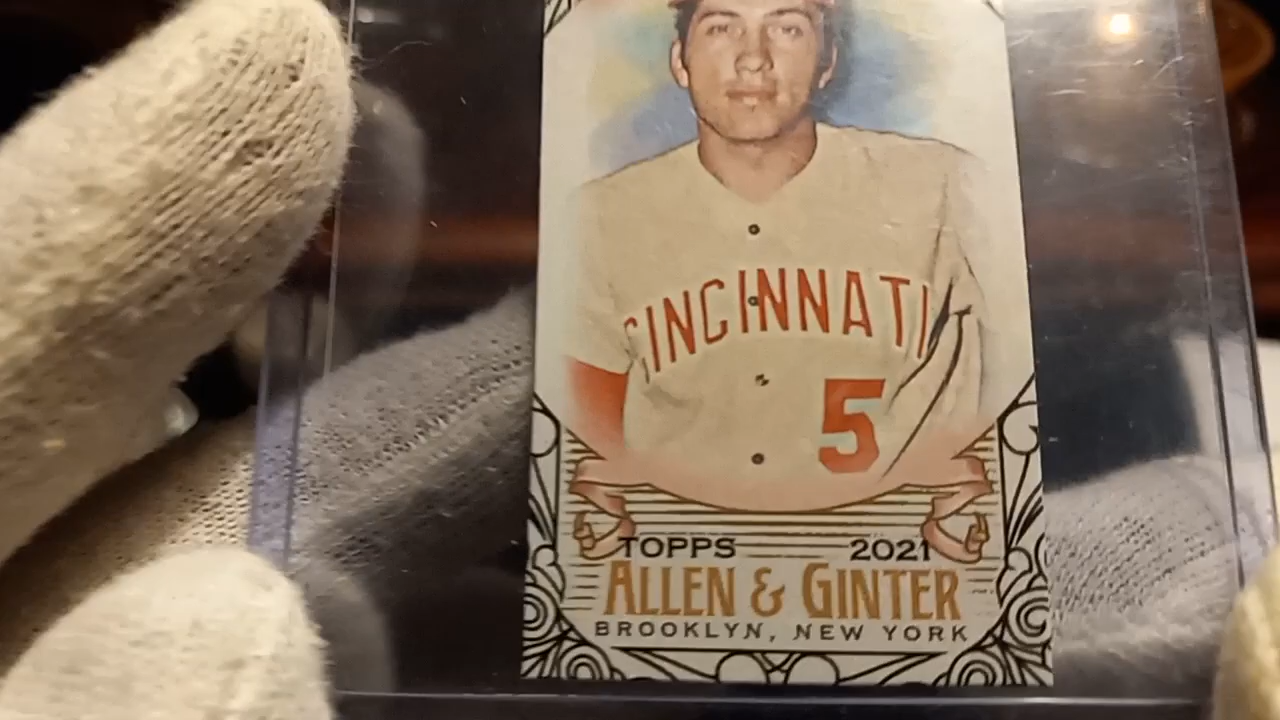 CINCINNATI
5
TOPPS 2021
ALLEN & GINTER
BROOKLYN, NEW YORK